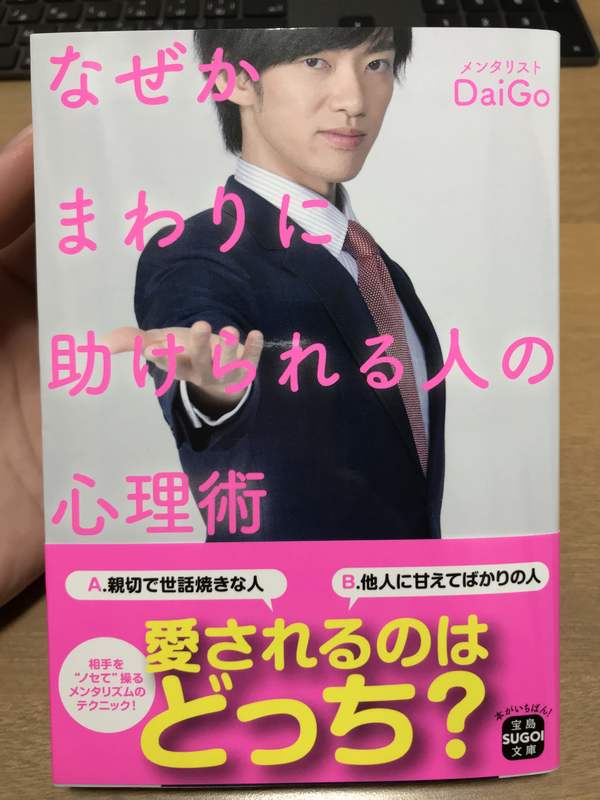 なぜか
まわりに
助けられる人の
心理術
メンタリスト
DaiGo
A.親切で世話焼きな人
B.他人に甘えてばかりの人
愛されるのは
どっち?
相手を
“ノセて”操る
メンタリズムの
テクニック!
本がいちばん!
宝島
SUGOI
文庫